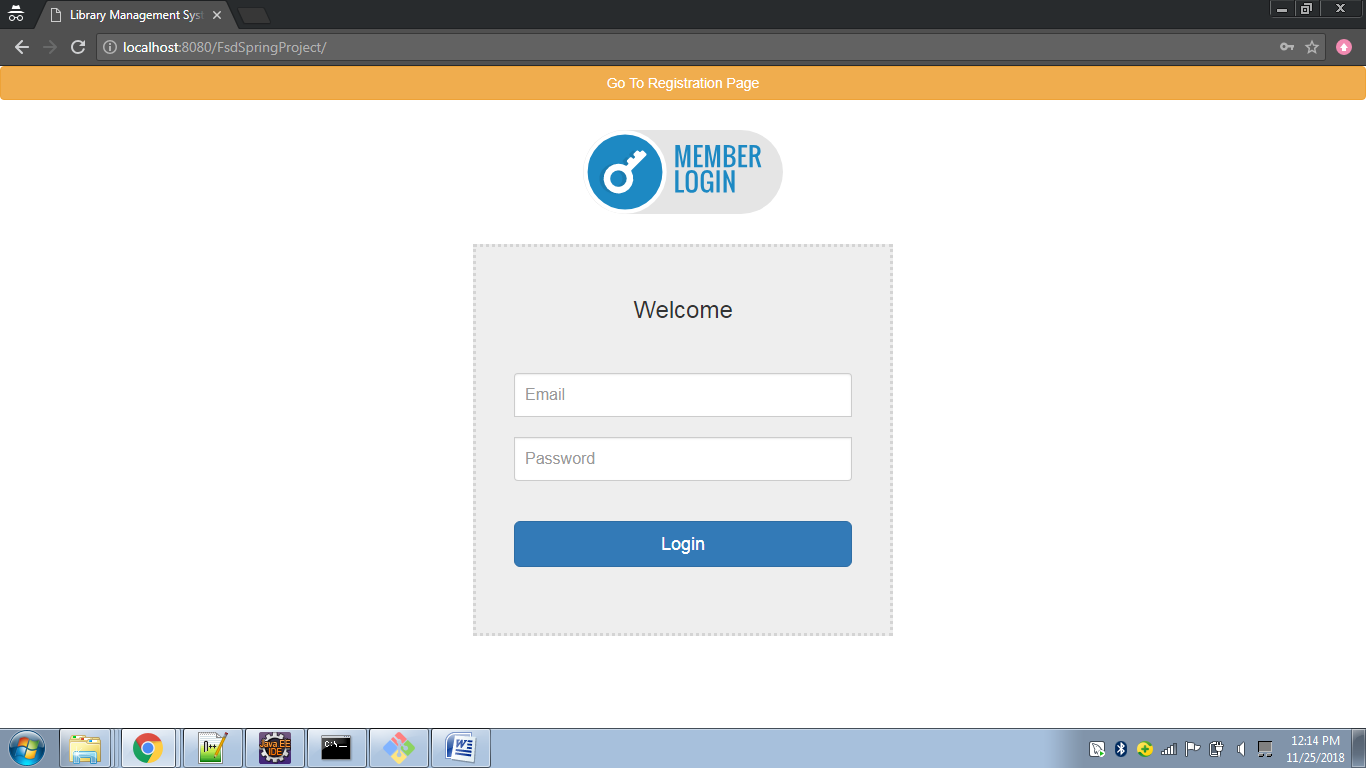 Library Management Syst
localhost:8080/FsdSpringProject/
Go To Registration Page
MEMBER
LOGIN
Welcome
Email
Password
Login
Java EE
IDE
C:\._
12:14 PM
11/25/2018